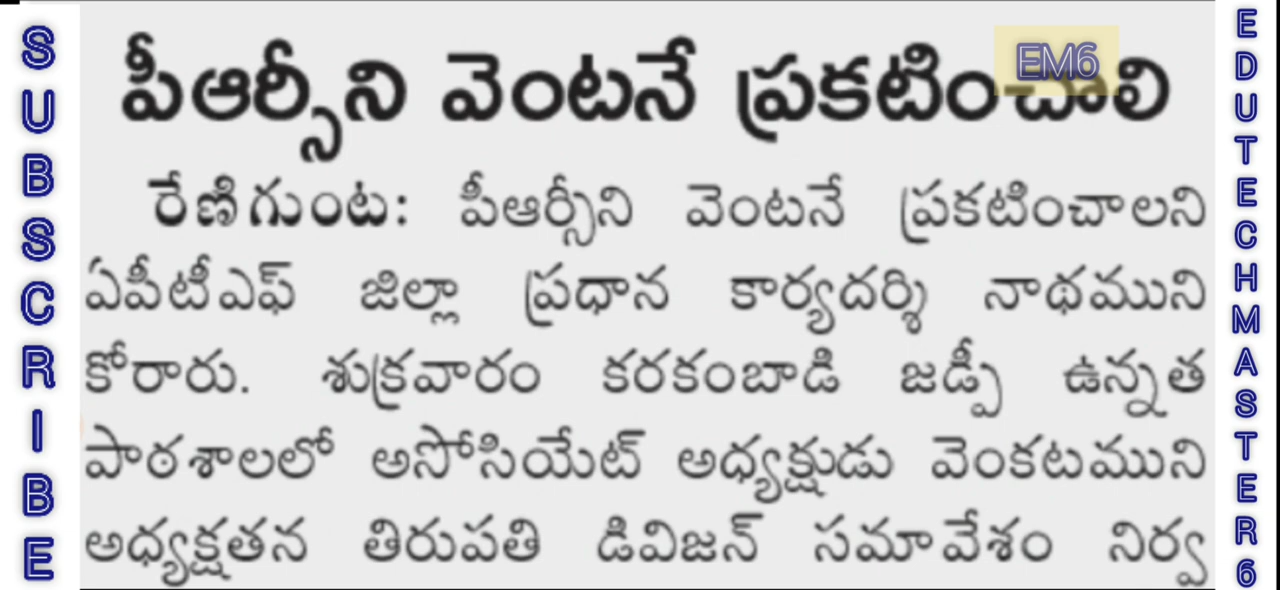 పీఆర్సీని వెంటనే ప్రకటించాలి
EM6
రేణిగుంట: పీఆర్సీని వెంటనే ప్రకటించాలని
ఏపీటీఎఫ్ జిల్లా ప్రధాన కార్యదర్శి నాథముని
కోరారు. శుక్రవారం కరకంబాడి జడ్పీ ఉన్నత
పాఠశాలలో అసోసియేట్ అధ్యక్షుడు వెంకటముని
అధ్యక్షతన తిరుపతి డివిజన్ సమావేశం నిర్వ
SUBSCRIBE
EDUTECHMASTER6